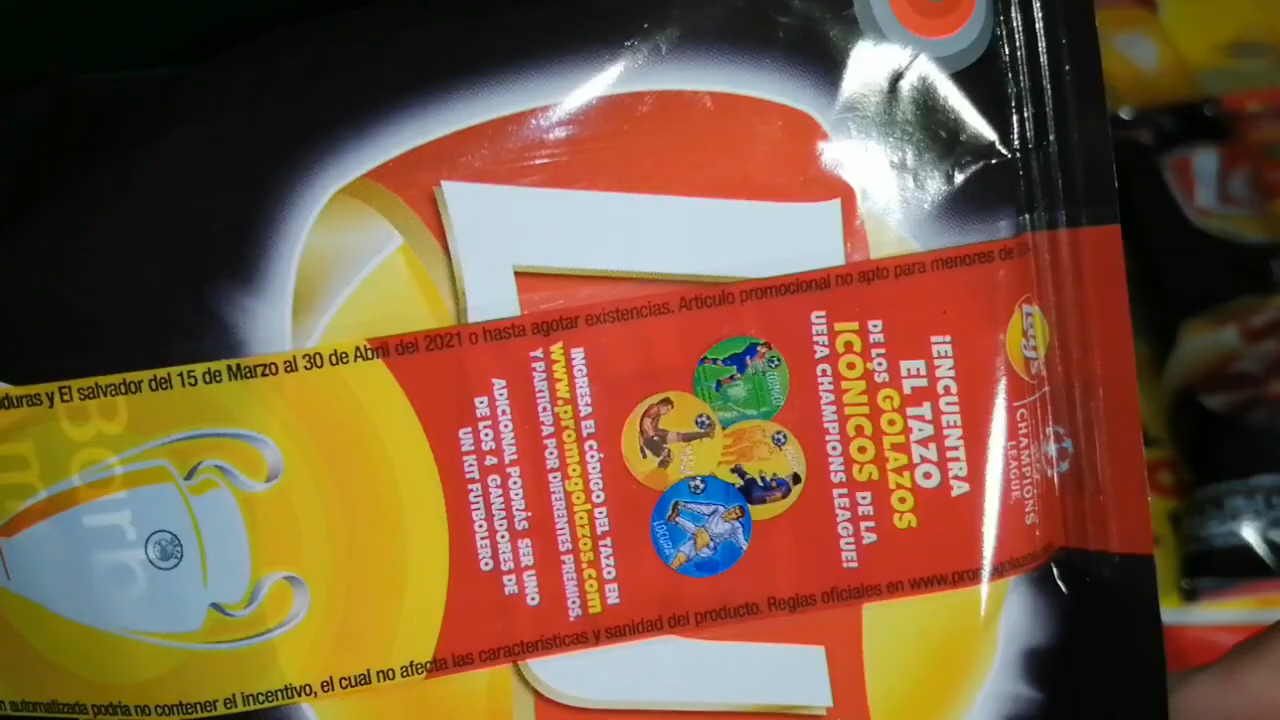 Lay's
CHAMPIONS
LEAGUE
¡ENCUENTRA
EL TAZO
DE LOS GOLAZOS
ICÓNICOS DE LA
UEFA CHAMPIONS LEAGUE!
LOCURA
INGRESA EL CÓDIGO DEL TAZO EN
www.promogolazos.com
Y PARTICIPA POR DIFERENTES PREMIOS,
ADICIONAL PODRÁS SER UNO
DE LOS 4 GANADORES DE
UN KIT FUTBOLERO
y El salvador del 15 de Marzo al 30 de Abril del 2021 o hasta agotar existencias. Artículo promocional no apto para menores de
automatizada podría no contener el incentivo, el cual no afecta las características y sanidad del producto. Reglas oficiales en www.promogolazos
UEFA